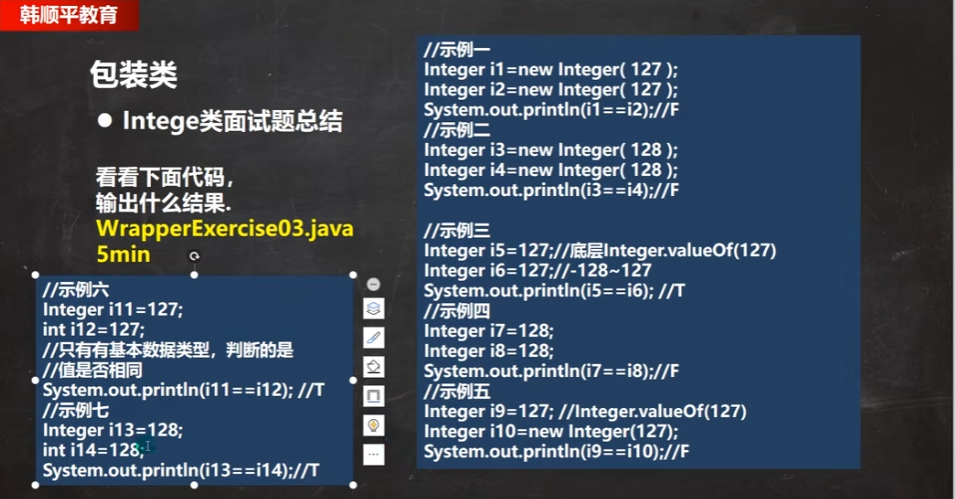 韩顺平教育
包装类
● Intege类面试题总结
看看下面代码，
输出什么结果.
WrapperExercise03.java
5min
//示例六
Integer i11=127;
int i12=127;
//只有有基本数据类型，判断的是
//值是否相同
System.out.println(i11==i12); //T
//示例七
Integer i13=128;
int i14=128;
System.out.println(i13==i14);//T
//示例一
Integer i1=new Integer( 127 );
Integer i2=new Integer( 127 );
System.out.println(i1==i2);//F
//示例二
Integer i3=new Integer( 128 );
Integer i4=new Integer( 128 );
System.out.println(i3==i4);//F
//示例三
Integer i5=127;//底层Integer.valueOf(127)
Integer i6=127;//-128~127
System.out.println(i5==i6); //T
//示例四
Integer i7=128;
Integer i8=128;
System.out.println(i7==i8);//F
//示例五
Integer i9=127; //Integer.valueOf(127)
Integer i10=new Integer(127);
System.out.println(i9==i10);//F